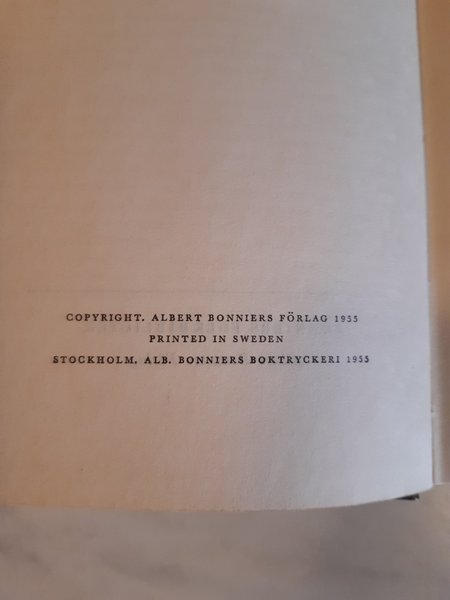 COPYRIGHT. ALBERT BONNIERS FÖRLAG 1955
PRINTED IN SWEDEN
STOCKHOLM. ALB. BONNIERS BOKTRYCKERI 1955